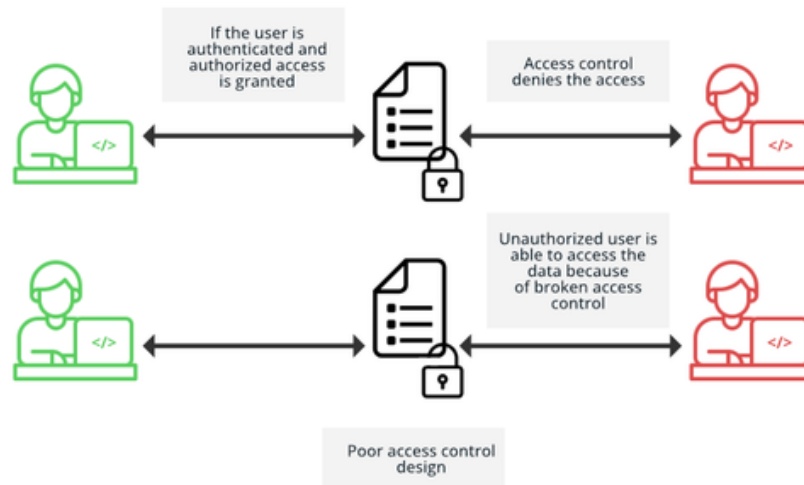 If the user is
authenticated and
authorized access
is granted
Access control
denies the access
</>
</>
Unauthorized user is
able to access the
data because
of broken access
control
</>
</>
Poor access control
design